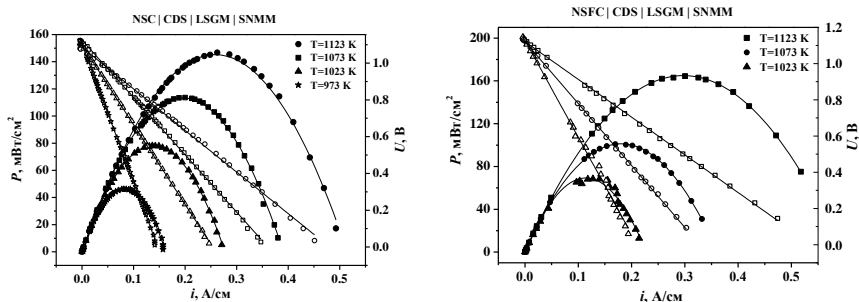 NSC | CDS | LSGM | SNMM
P, мВт/см²
160
140
120
100
80
60
40
20
0
T=1123 K
T=1073 K
T=1023 K
T=973 K
1.0
0.8
0.6
0.4
0.2
0.0
U, В
0.0 0.1 0.2 0.3 0.4 0.5
i, А/см
NSFC | CDS | LSGM | SNMM
P, мВт/см²
200
160
120
80
40
0
T=1123 K
T=1073 K
T=1023 K
1.2
1.0
0.8
0.6
0.4
0.2
0.0
U, В
0.0 0.1 0.2 0.3 0.4 0.5
i, А/см